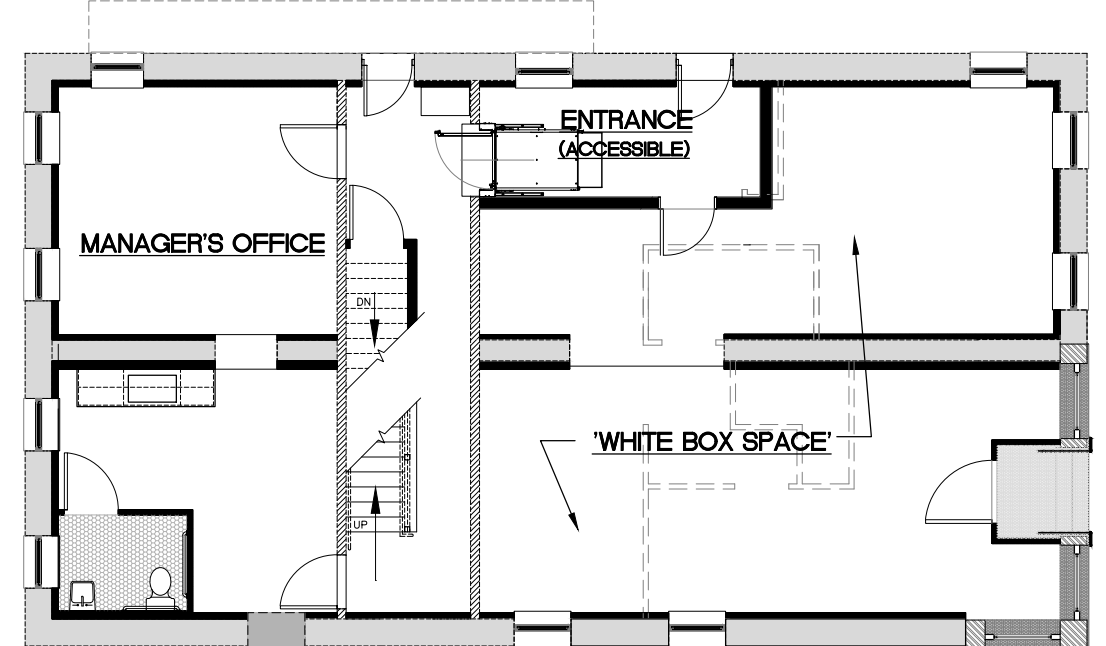 ENTRANCE
(ACCESSIBLE)
MANAGER'S OFFICE
DN
'WHITE BOX SPACE'
UP